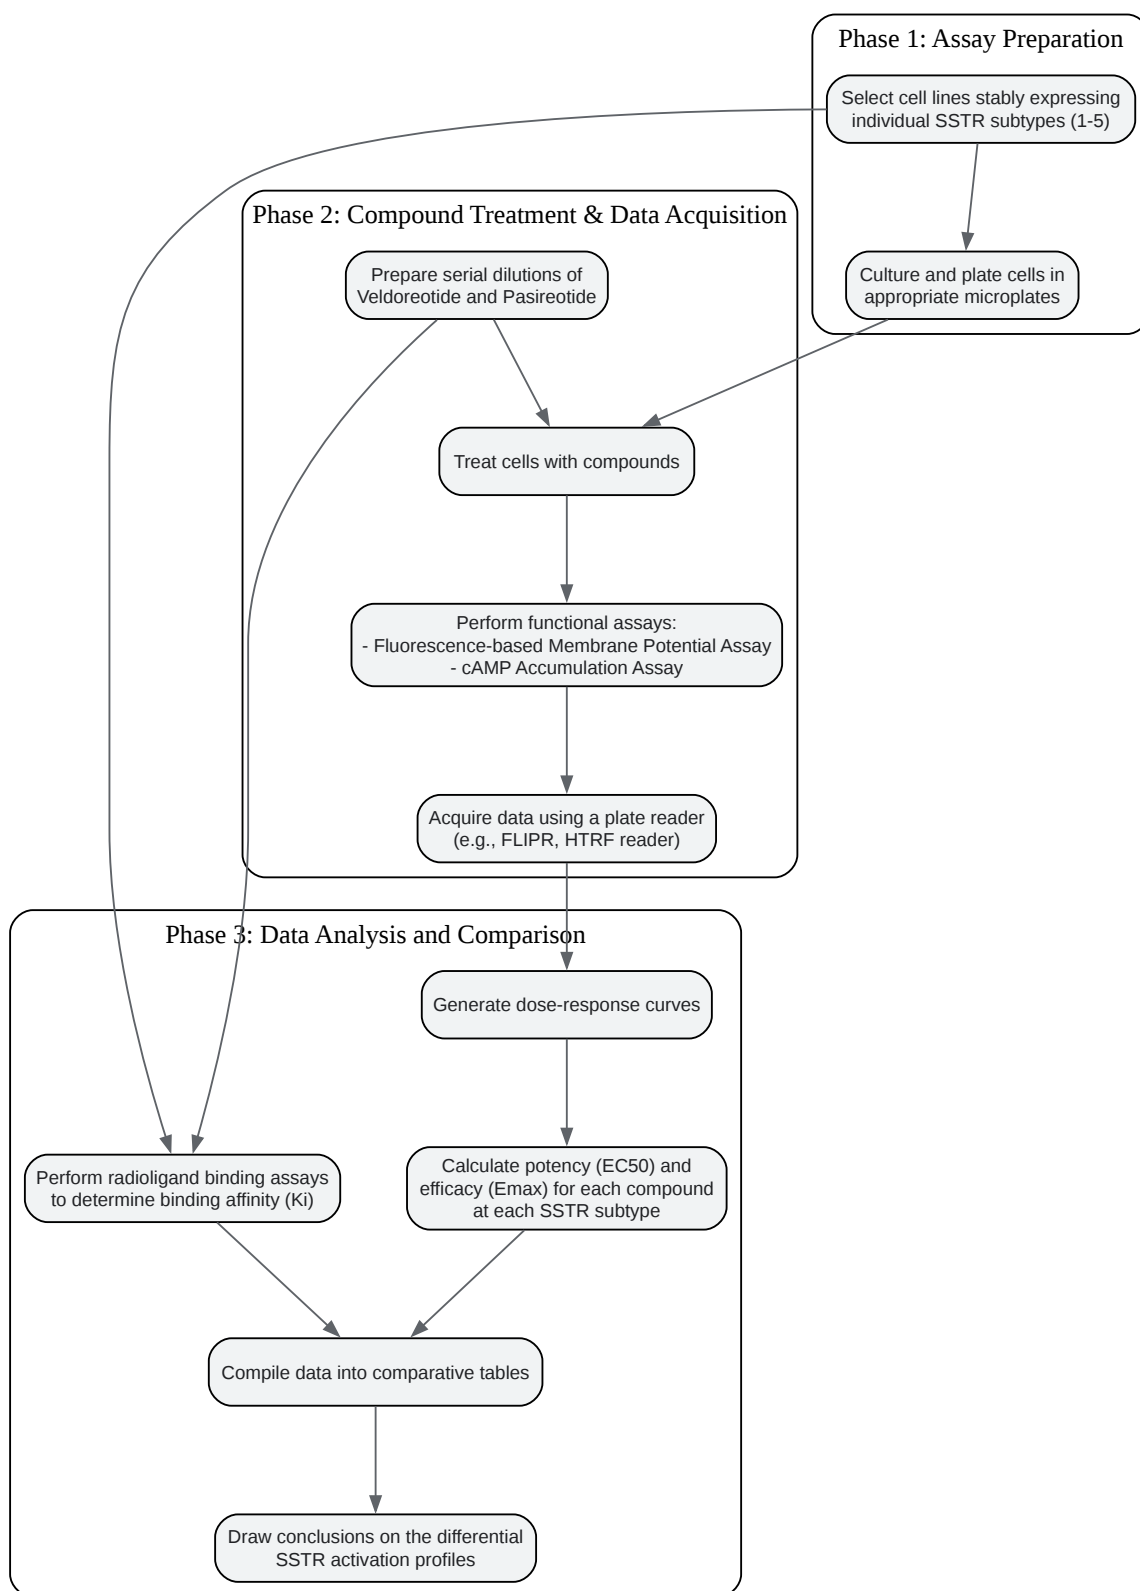 Phase 1: Assay Preparation
Select cell lines stably expressing
individual SSTR subtypes (1-5)
Culture and plate cells in
appropriate microplates
Phase 2: Compound Treatment & Data Acquisition
Prepare serial dilutions of
Veldoreotide and Pasireotide
Treat cells with compounds
Perform functional assays:
- Fluorescence-based Membrane Potential Assay
- cAMP Accumulation Assay
Acquire data using a plate reader
(e.g., FLIPR, HTRF reader)
Phase 3: Data Analysis and Comparison
Generate dose-response curves
Perform radioligand binding assays
to determine binding affinity (Ki)
Calculate potency (EC50) and
efficacy (Emax) for each compound
at each SSTR subtype
Compile data into comparative tables
Draw conclusions on the differential
SSTR activation profiles